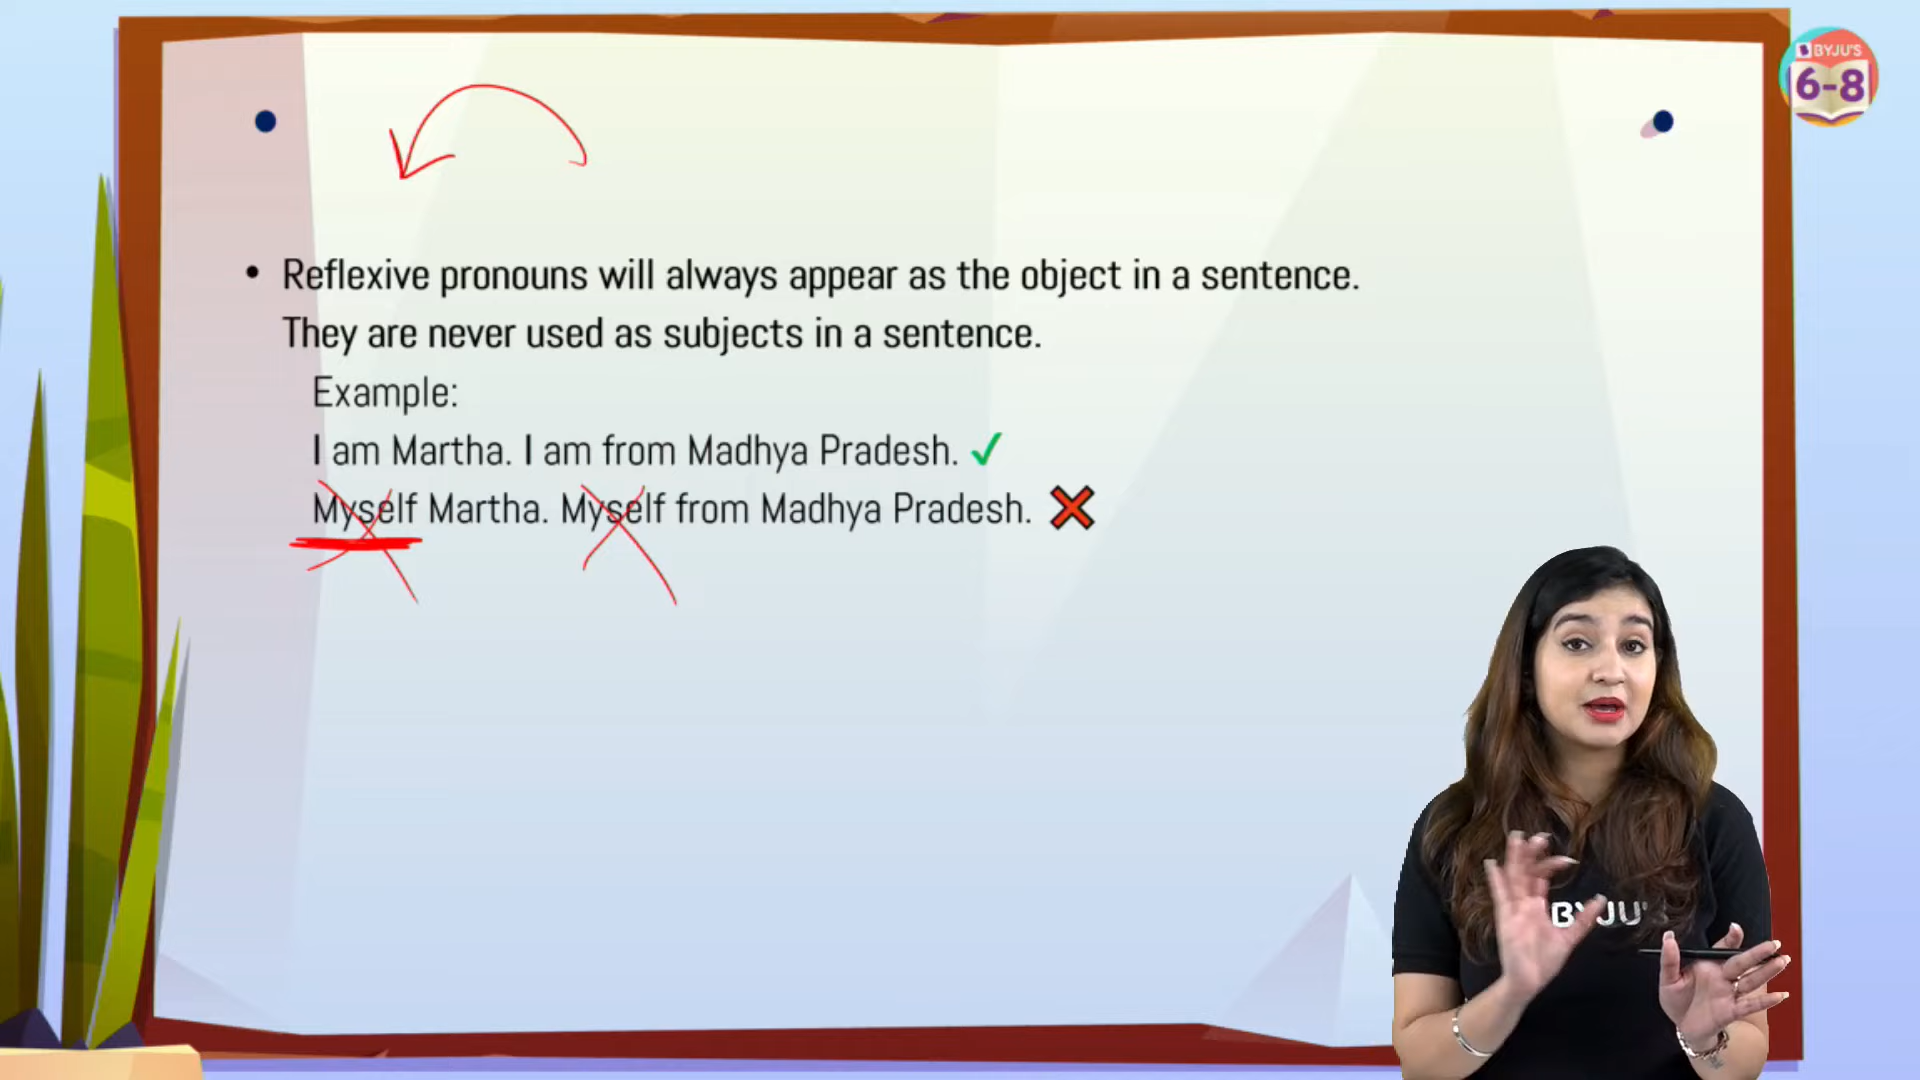 BYJU'S
6-8
• Reflexive pronouns will always appear as the object in a sentence.
They are never used as subjects in a sentence.
Example:
I am Martha. I am from Madhya Pradesh. ✓
Myself Martha. Myself from Madhya Pradesh. ❌
BYJU'